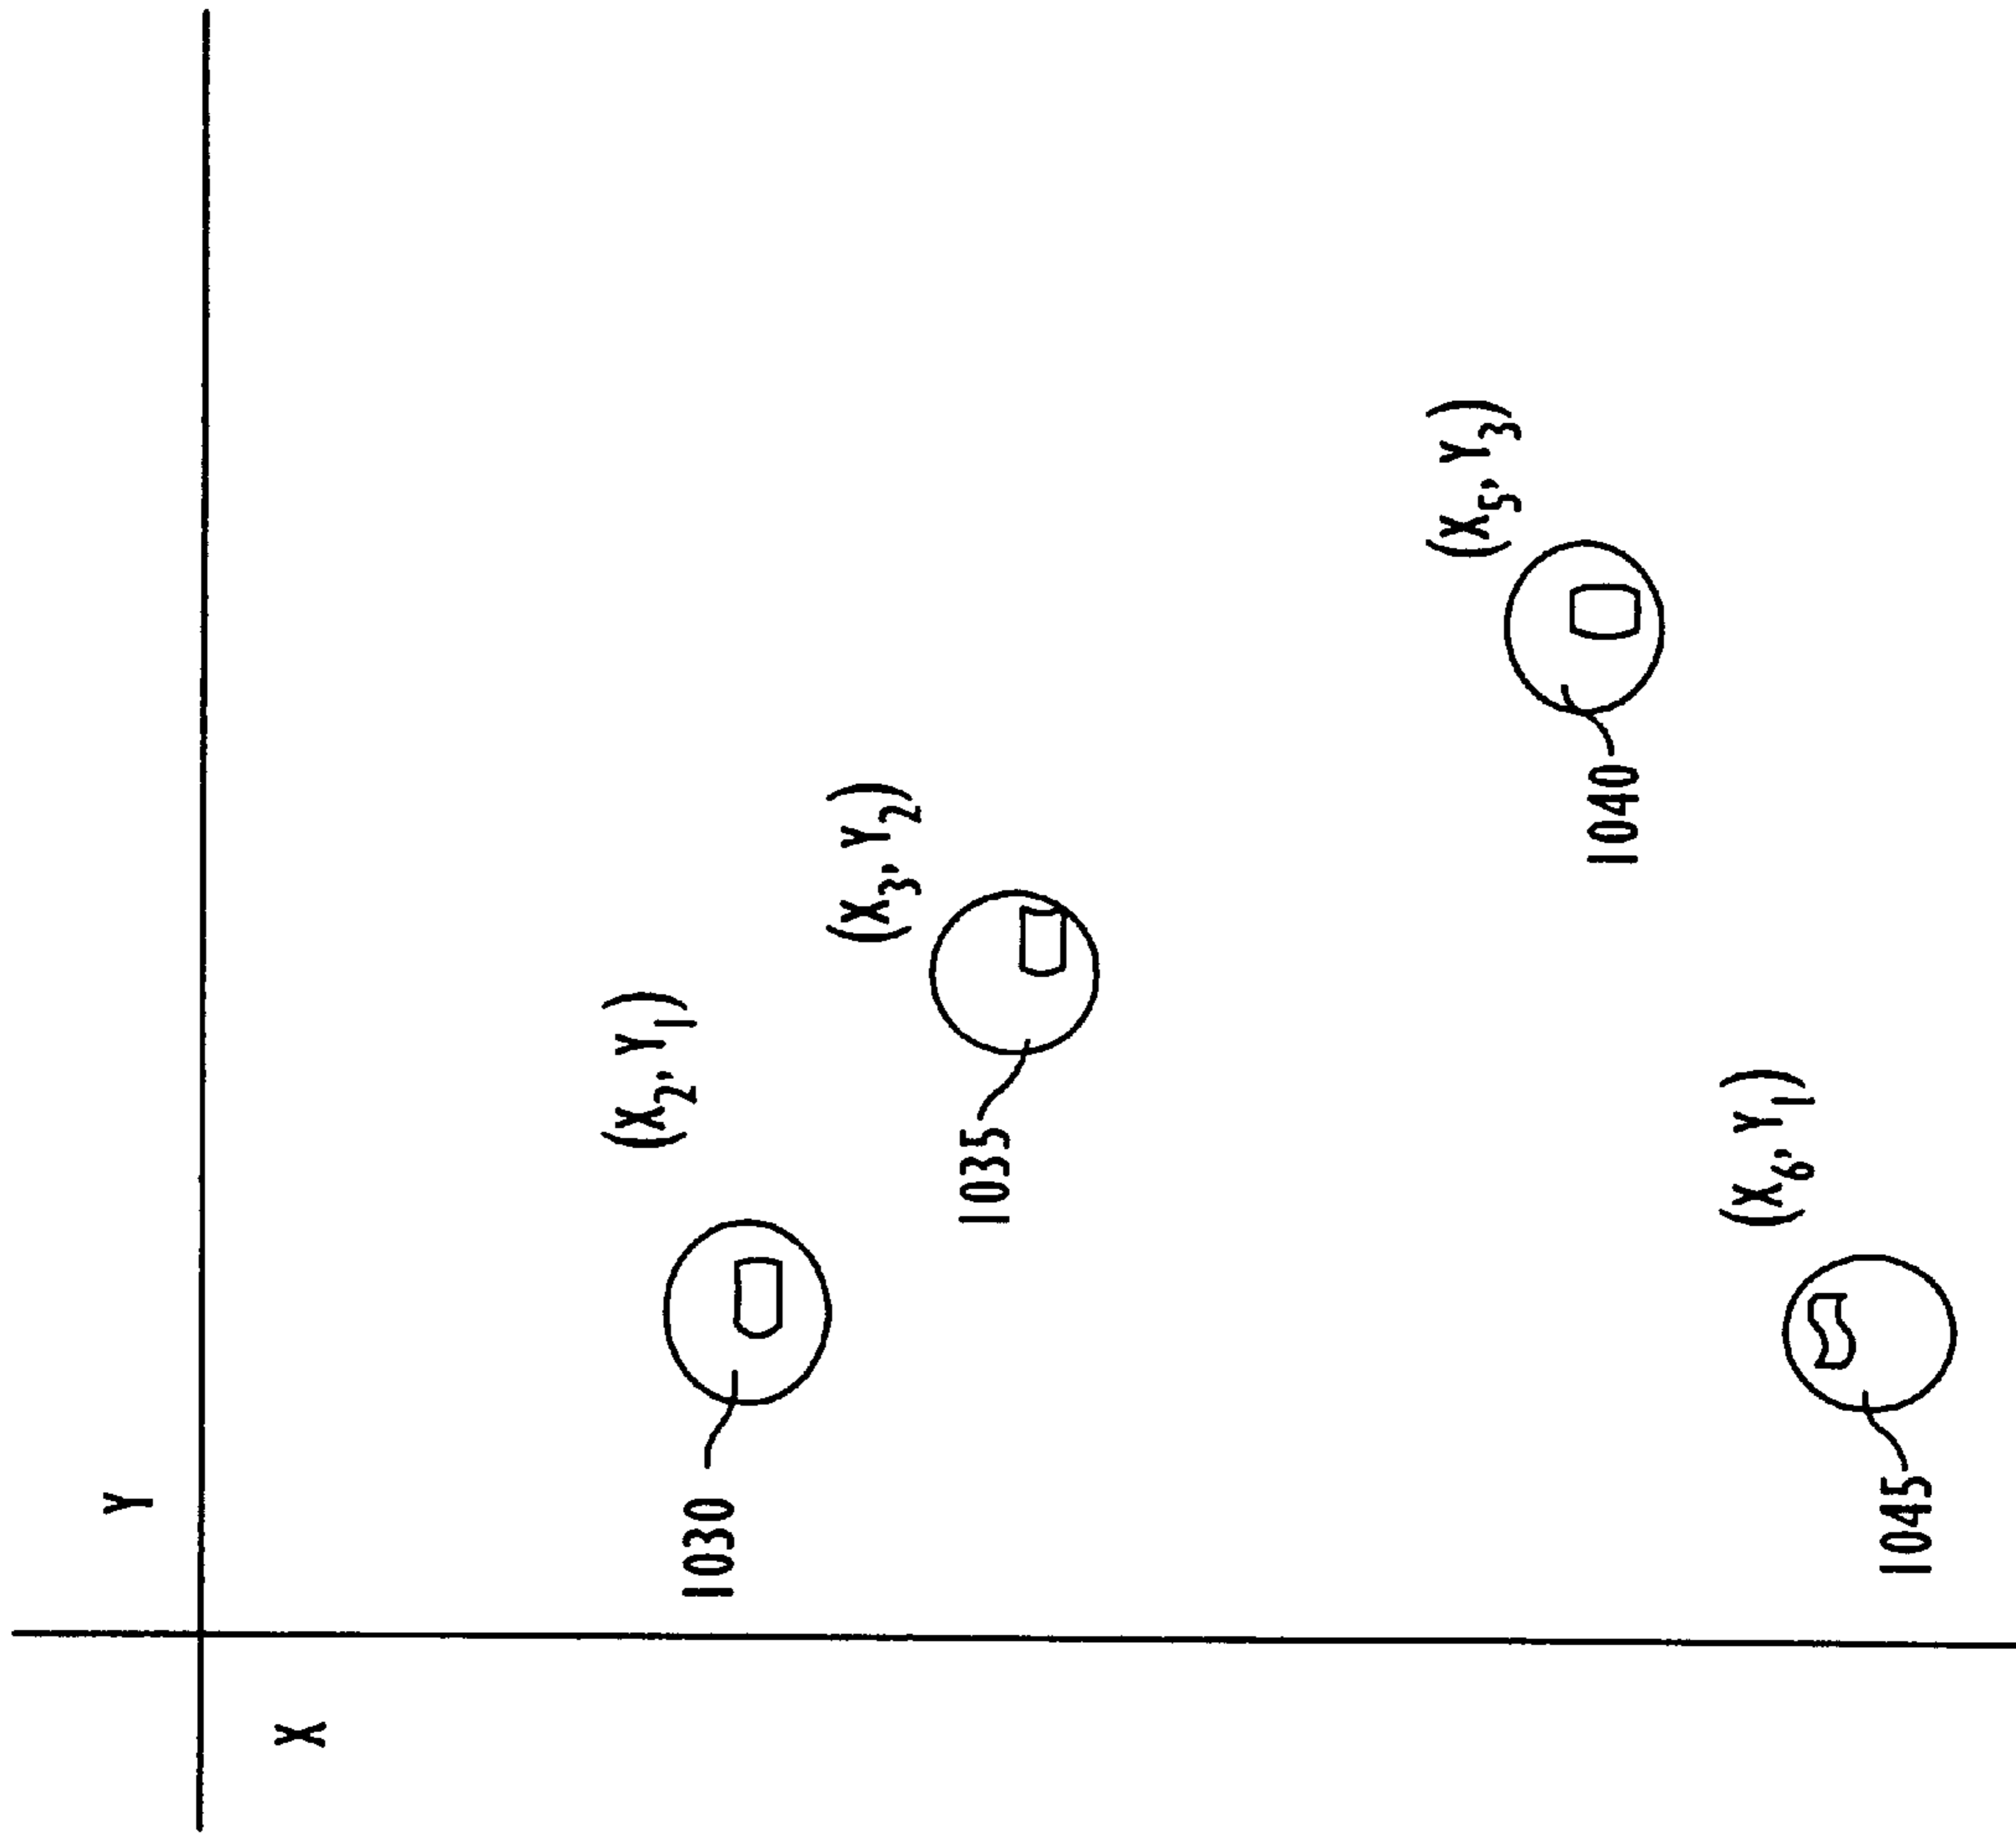 Y
X
(X2, Y1)
1030
(X3, Y2)
1035
(X5, Y3)
1040
(X6, Y1)
1045